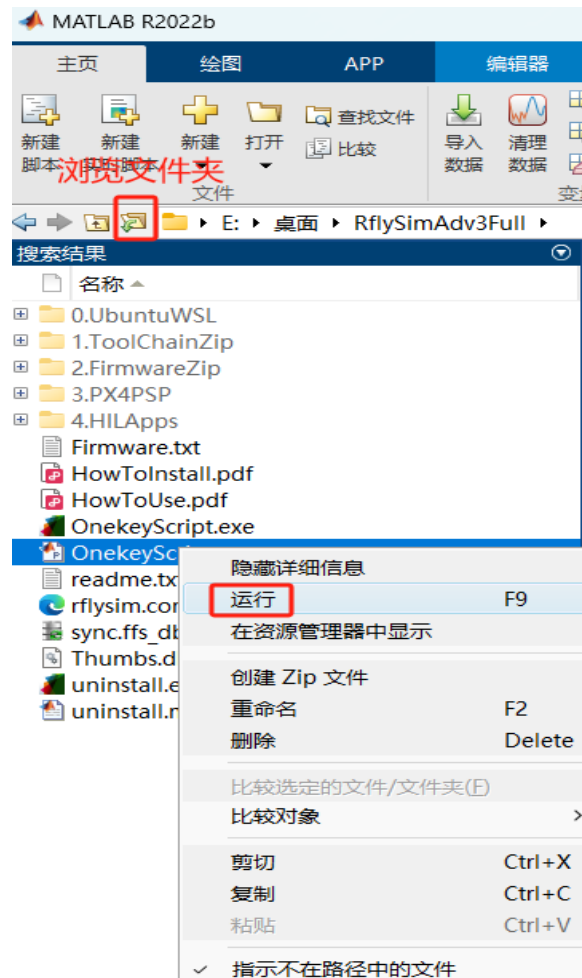 MATLAB R2022b
主页 绘图 APP 编辑器
查找文件
新建 新建 新建 打开 比较 导入 清理
脚本 实时脚本 数据 数据
浏览文件夹
文件
E: 桌面 RflySimAdv3Full
搜索结果
名称
0.UbuntuWSL
1.ToolChainZip
2.FirmwareZip
3.PX4PSP
4.HILApps
Firmware.txt
HowToInstall.pdf
HowToUse.pdf
OnekeyScript.exe
OnekeySc
隐藏详细信息
readme.tx
运行 F9
rflysim.co
在资源管理器中显示
sync.ffs_d
Thumbs.d
创建 Zip 文件
uninstall.e
重命名 F2
uninstall.
删除 Delete
比较选定的文件/文件夹(F)
比较对象
剪切 Ctrl+X
复制 Ctrl+C
粘贴 Ctrl+V
指示不在路径中的文件